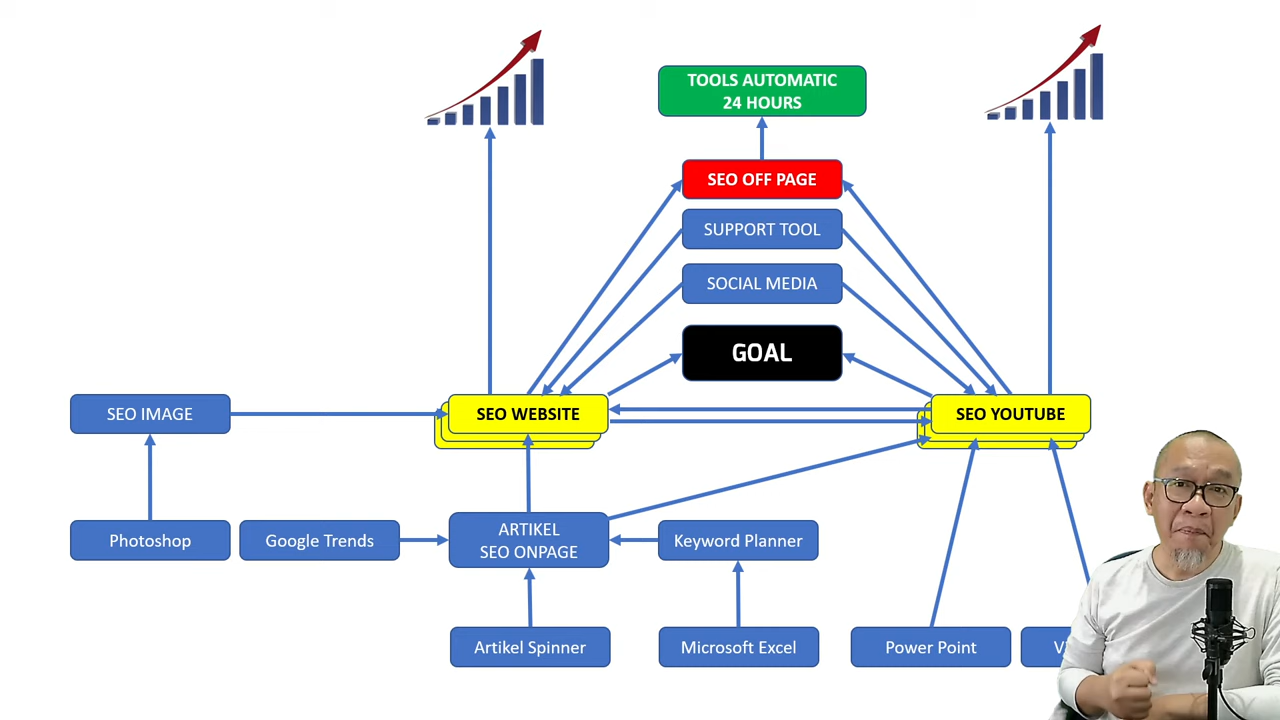 TOOLS AUTOMATIC
24 HOURS
SEO OFF PAGE
SUPPORT TOOL
SOCIAL MEDIA
GOAL
SEO IMAGE
SEO WEBSITE
SEO YOUTUBE
Photoshop
Google Trends
ARTIKEL
SEO ONPAGE
Keyword Planner
Artikel Spinner
Microsoft Excel
Power Point